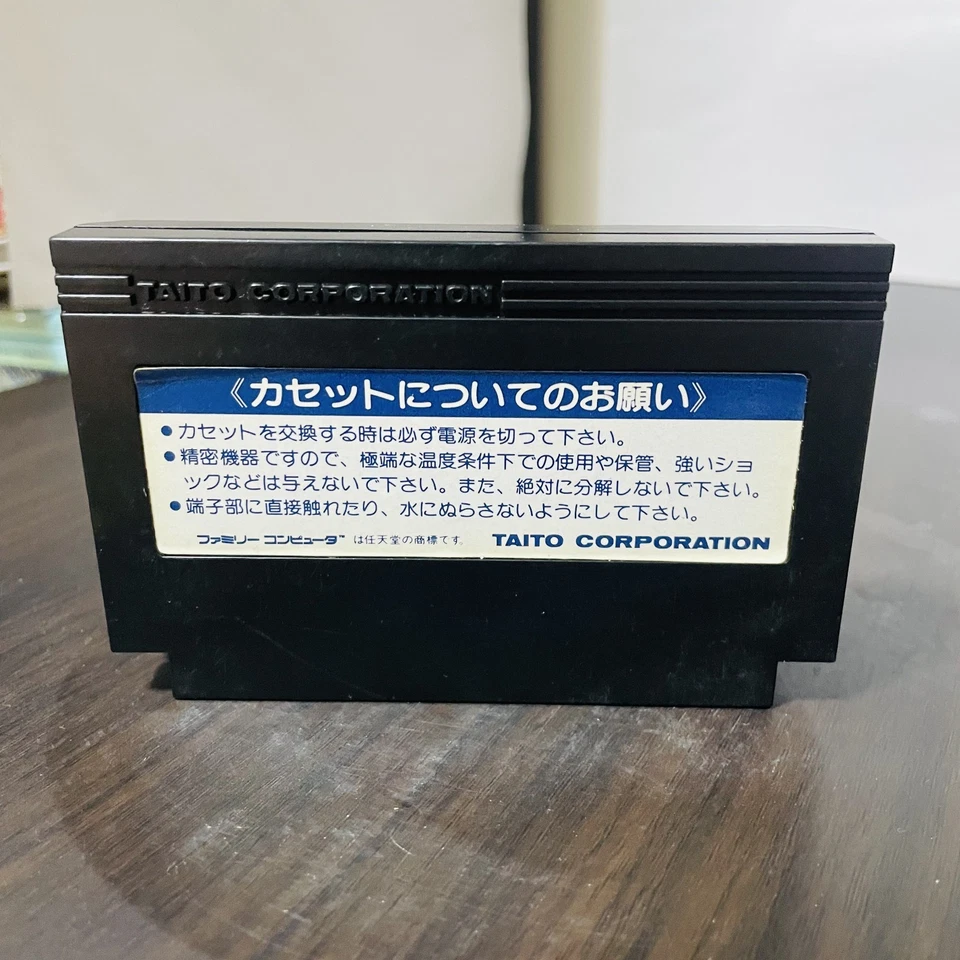 TAITO CORPORATION
《カセットについてのお願い》
●カセットを交換する時は必ず電源を切って下さい。
●精密機器ですので、極端な温度条件下での使用や保管、強いショ
ックなどは与えないで下さい。また、絶対に分解しないで下さい。
●端子部に直接触れたり、水にぬらさないようにして下さい。
ファミリーコンピュータ™は任天堂の商標です。 TAITO CORPORATION